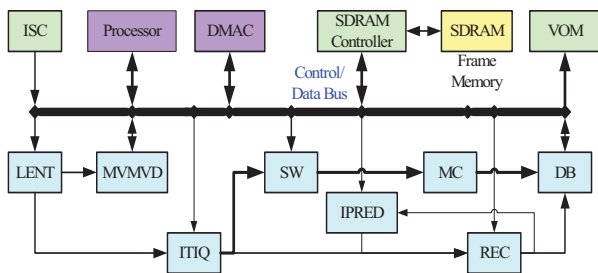 ISC
Processor
DMAC
SDRAM
Controller
SDRAM
VOM
Control/
Data Bus
Frame
Memory
LENT
MVMVD
SW
MC
DB
IPRED
ITIQ
REC